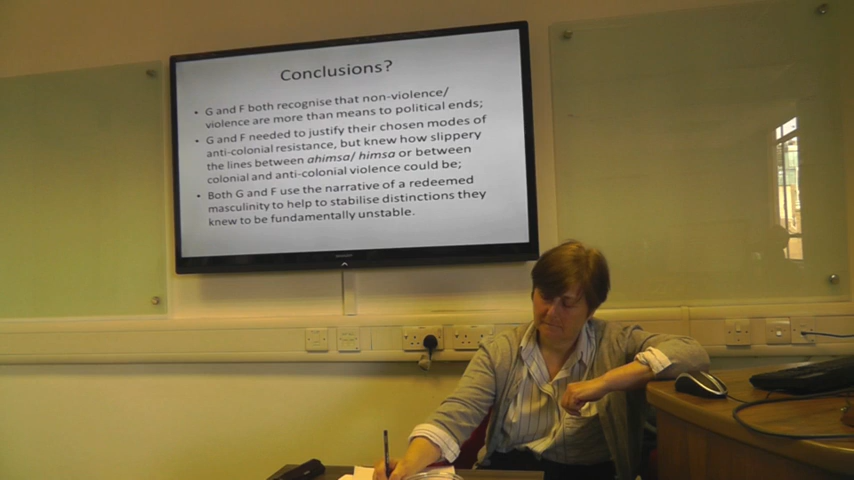 Conclusions?
• G and F both recognise that non-violence/
violence are more than means to political ends;
• G and F needed to justify their chosen modes of
anti-colonial resistance, but knew how slippery
the lines between ahimsa/ himsa or between
colonial and anti-colonial violence could be;
• Both G and F use the narrative of a redeemed
masculinity to help to stabilise distinctions they
knew to be fundamentally unstable.